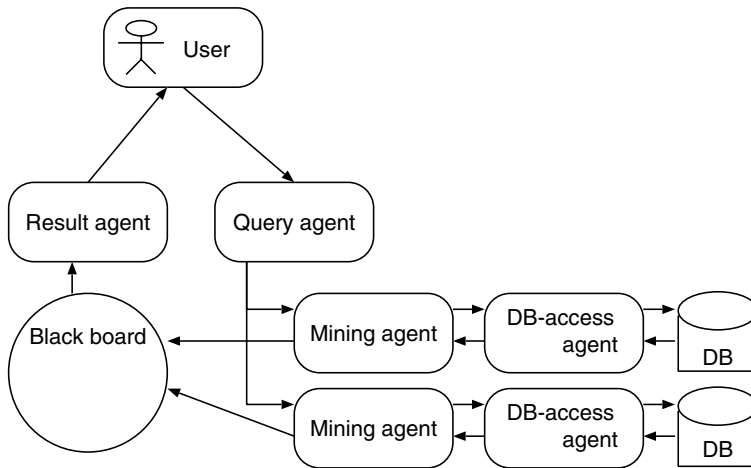 User
Result agent
Query agent
Black board
Mining agent
DB-access
agent
DB
Mining agent
DB-access
agent
DB